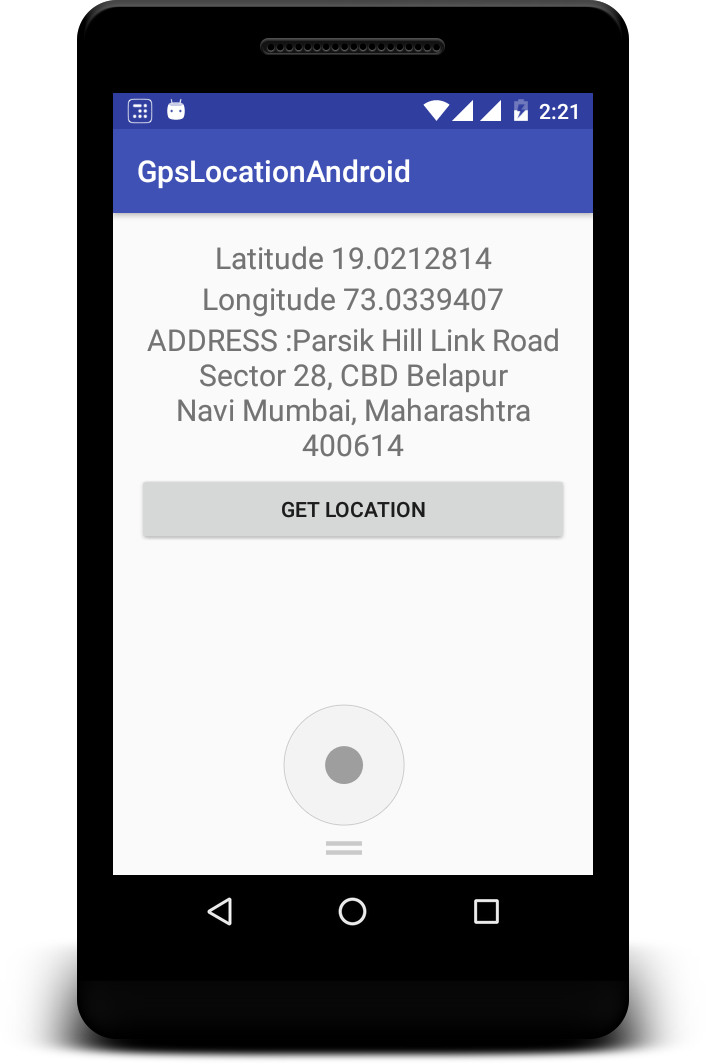 2:21
GpsLocationAndroid
Latitude 19.0212814
Longitude 73.0339407
ADDRESS :Parsik Hill Link Road
Sector 28, CBD Belapur
Navi Mumbai, Maharashtra
400614
GET LOCATION